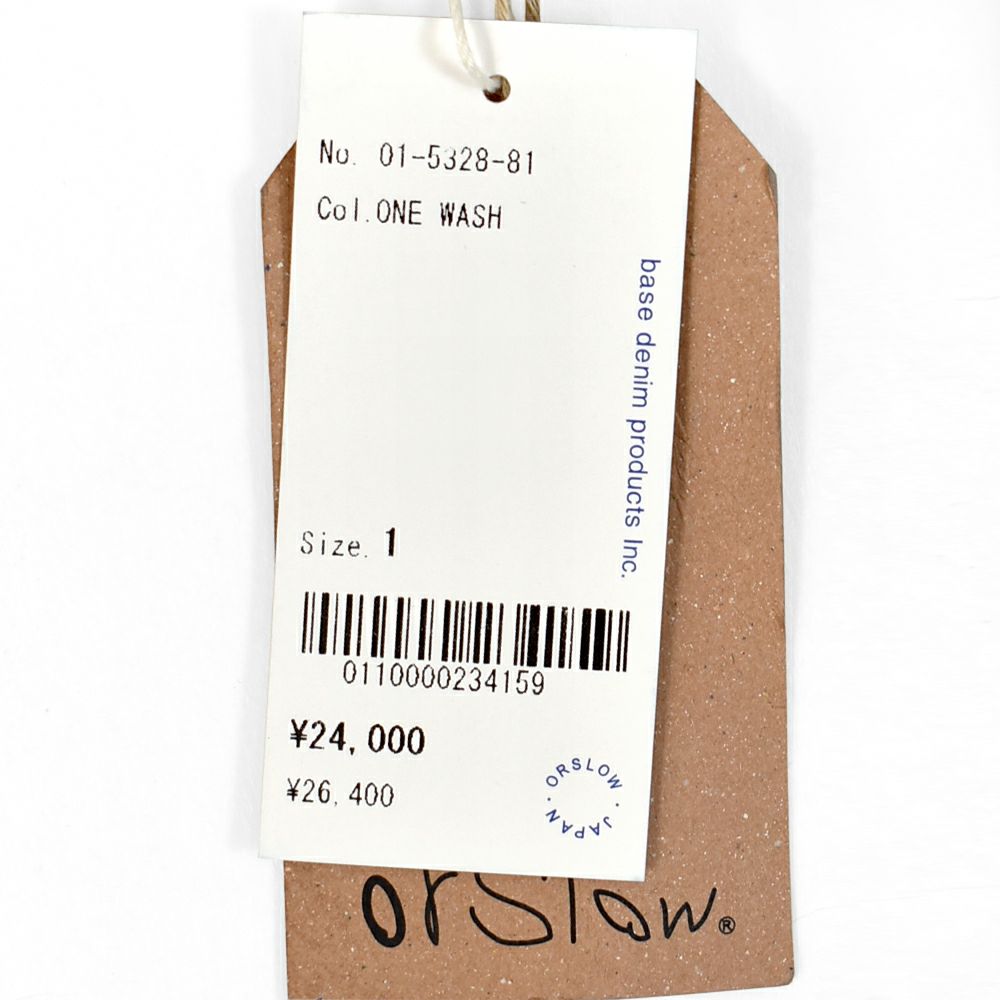 No. 01-5328-81
Col.ONE WASH
base denim products Inc.
Size. 1
0110000234159
¥24,000
¥26,400
ORSLOW · JAPAN ·
orslow®